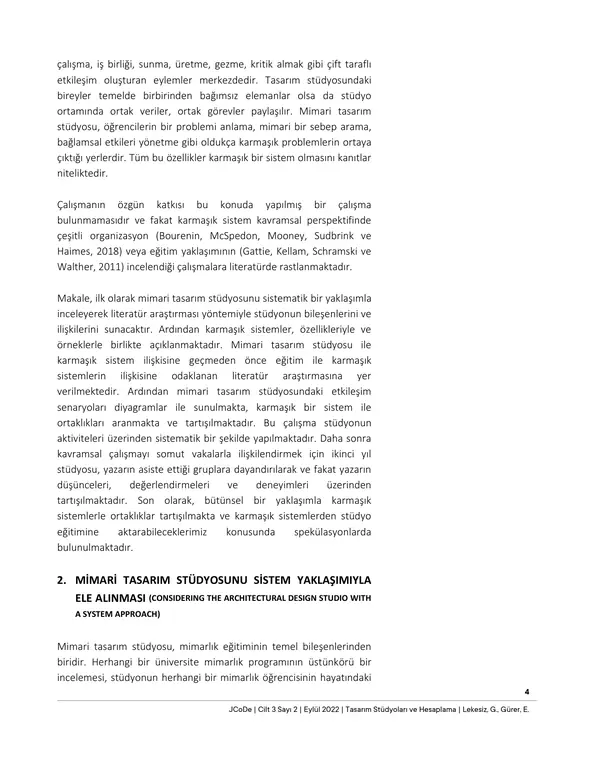 çalışma, iş birliği, sunma, üretme, gezme, kritik almak gibi çift taraflı
etkileşim oluşturan eylemler merkezdedir. Tasarım stüdyosundaki
bireyler temelde birbirinden bağımsız elemanlar olsa da stüdyo
ortamında ortak veriler, ortak görevler paylaşılır. Mimari tasarım
stüdyosu, öğrencilerin bir problemi anlama, mimari bir sebep arama,
bağlamsal etkileri yönetme gibi oldukça karmaşık problemlerin ortaya
çıktığı yerlerdir. Tüm bu özellikler karmaşık bir sistem olmasını kanıtlar
niteliktedir.
Çalışmanın özgün katkısı bu konuda yapılmış bir çalışma
bulunmamasıdır ve fakat karmaşık sistem kavramsal perspektifinde
çeşitli organizasyon (Bourenin, McSpedon, Mooney, Sudbrink ve
Haimes, 2018) veya eğitim yaklaşımının (Gattie, Kellam, Schramski ve
Walther, 2011) incelendiği çalışmalara literatürde rastlanmaktadır.
Makale, ilk olarak mimari tasarım stüdyosunu sistematik bir yaklaşımla
inceleyerek literatür araştırması yöntemiyle stüdyonun bileşenlerini ve
ilişkilerini sunacaktır. Ardından karmaşık sistemler, özellikleriyle ve
örneklerle birlikte açıklanmaktadır. Mimari tasarım stüdyosu ile
karmaşık sistem ilişkisine geçmeden önce eğitim ile karmaşık
sistemlerin ilişkisine odaklanan literatür araştırmasına yer
verilmektedir. Ardından mimari tasarım stüdyosundaki etkileşim
senaryoları diyagramlar ile sunulmakta, karmaşık bir sistem ile
ortaklıkları aranmakta ve tartışılmaktadır. Bu çalışma stüdyonun
aktiviteleri üzerinden sistematik bir şekilde yapılmaktadır. Daha sonra
kavramsal çalışmayı somut vakalarla ilişkilendirmek için ikinci yıl
stüdyosu, yazarın asiste ettiği gruplara dayandırılarak ve fakat yazarın
düşünceleri, değerlendirmeleri ve deneyimleri üzerinden
tartışılmaktadır. Son olarak, bütünsel bir yaklaşımla karmaşık
sistemlerle ortaklıklar tartışılmakta ve karmaşık sistemlerden stüdyo
eğitimine aktarabileceklerimiz konusunda spekülasyonlarda
bulunulmaktadır.
2. MİMARİ TASARIM STÜDYOSUNU SİSTEM YAKLAŞIMIYLA
ELE ALINMASI (CONSIDERING THE ARCHITECTURAL DESIGN STUDIO WITH
A SYSTEM APPROACH)
Mimari tasarım stüdyosu, mimarlık eğitiminin temel bileşenlerinden
biridir. Herhangi bir üniversite mimarlık programının üstünkörü bir
incelemesi, stüdyonun herhangi bir mimarlık öğrencisinin hayatındaki
4
JCoDe | Cilt 3 Sayı 2 | Eylül 2022 | Tasarım Stüdyoları ve Hesaplama | Lekesiz, G., Gürer, E.